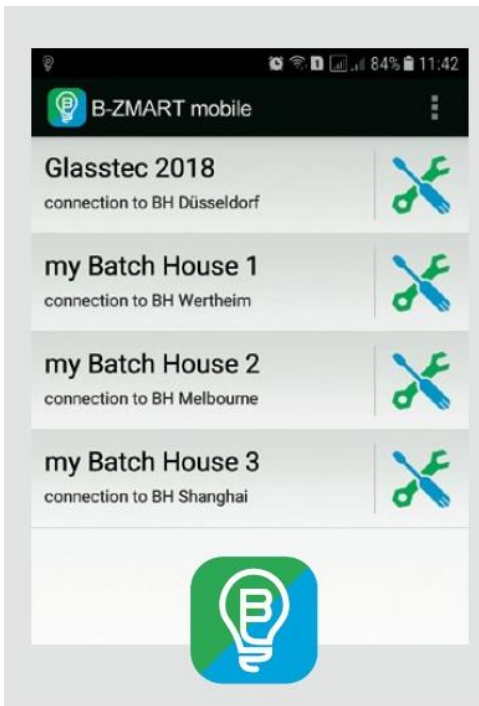 1 84% 11:42
B B-ZMART mobile
Glasstec 2018
connection to BH Düsseldorf
my Batch House 1
connection to BH Wertheim
my Batch House 2
connection to BH Melbourne
my Batch House 3
connection to BH Shanghai
B